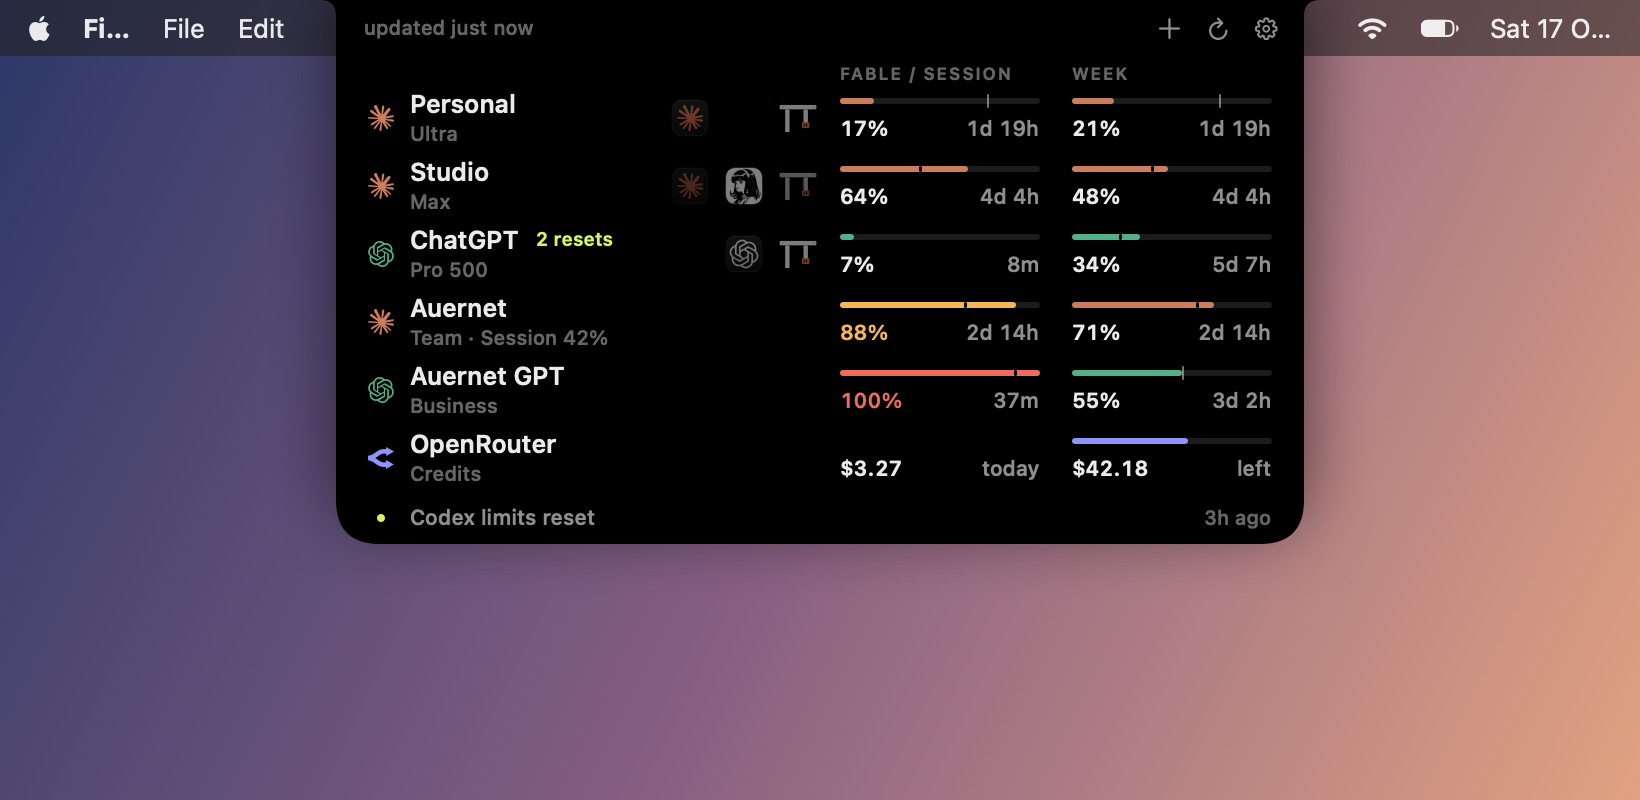 Fi... File Edit
Sat 17 O...
updated just now
FABLE / SESSION WEEK
Personal
Ultra
17% 1d 19h 21% 1d 19h
Studio
Max
64% 4d 4h 48% 4d 4h
ChatGPT 2 resets
Pro 500
7% 8m 34% 5d 7h
Auernet
Team · Session 42%
88% 2d 14h 71% 2d 14h
Auernet GPT
Business
100% 37m 55% 3d 2h
OpenRouter
Credits
$3.27 today $42.18 left
Codex limits reset 3h ago